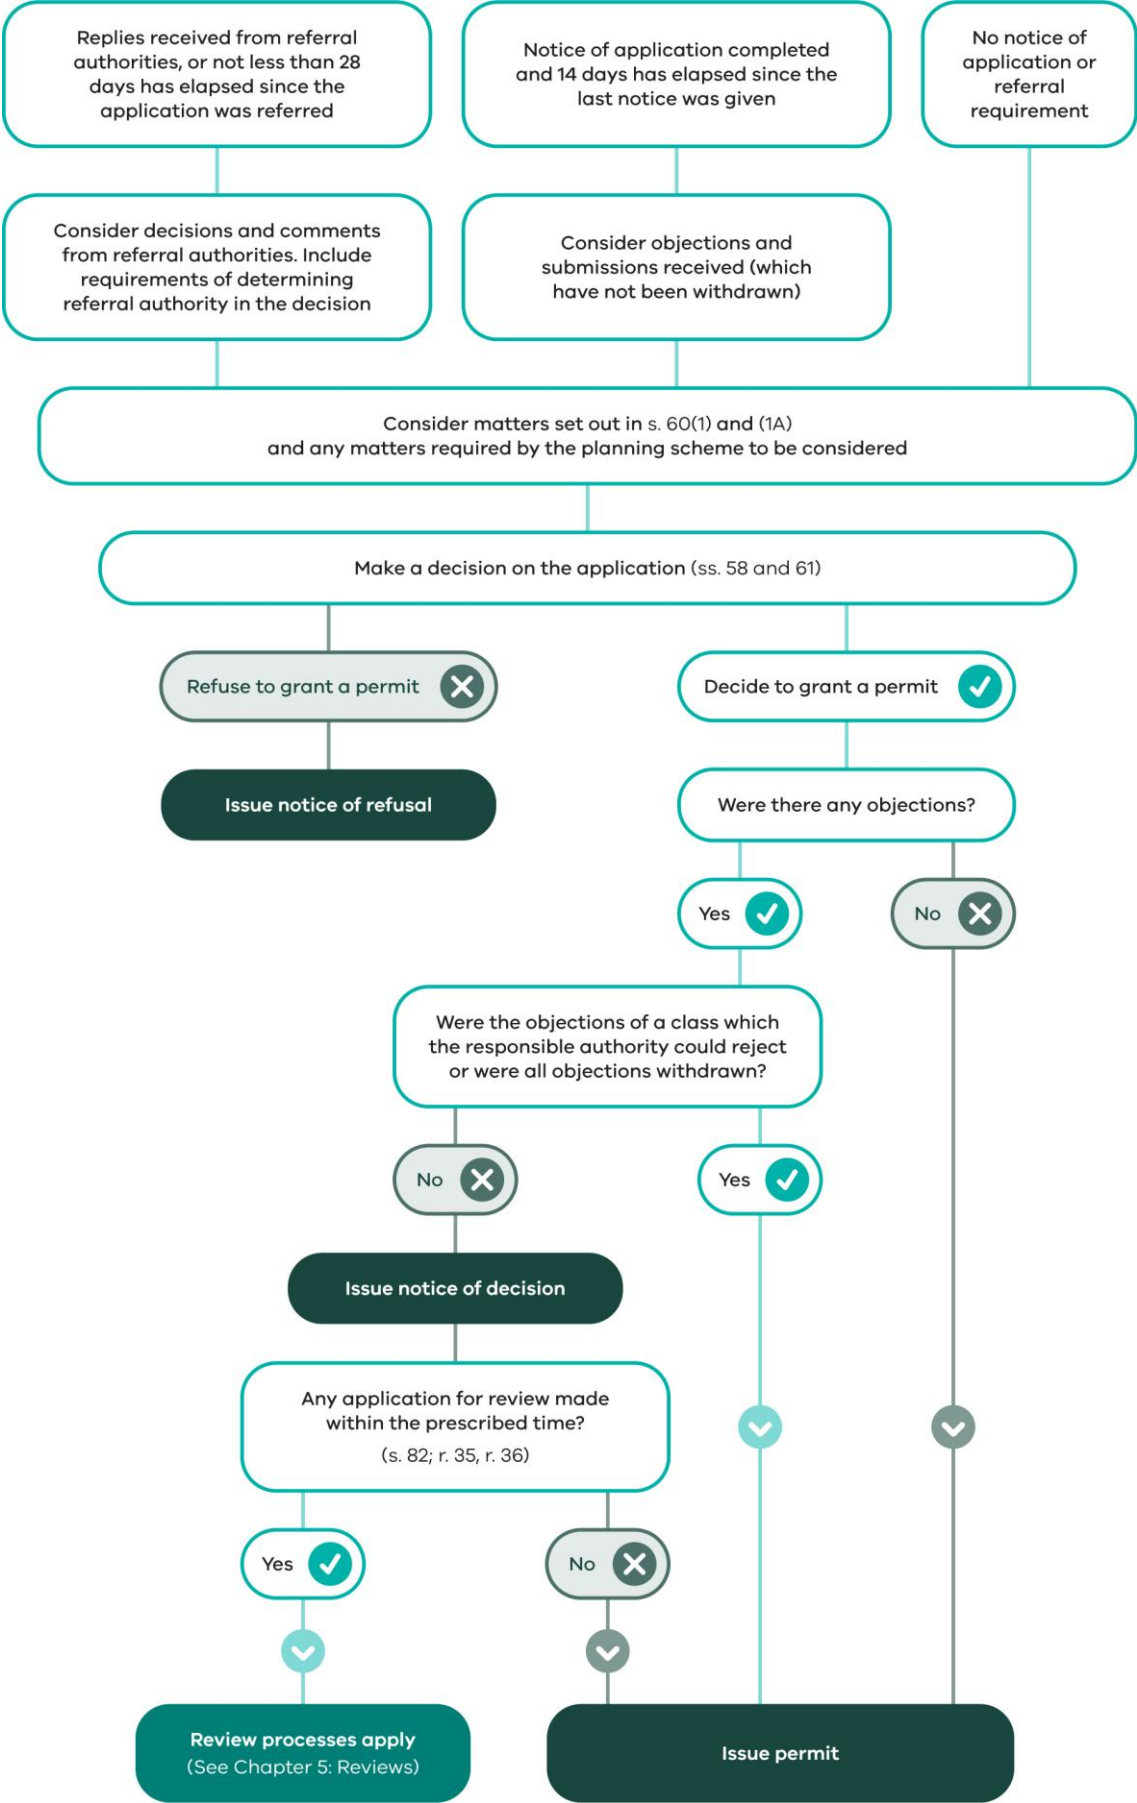 Replies received from referral
authorities, or not less than 28
days has elapsed since the
application was referred
Notice of application completed
and 14 days has elapsed since the
last notice was given
No notice of
application or
referral
requirement
Consider decisions and comments
from referral authorities. Include
requirements of determining
referral authority in the decision
Consider objections and
submissions received (which
have not been withdrawn)
Consider matters set out in s. 60(1) and (1A)
and any matters required by the planning scheme to be considered
Make a decision on the application (ss. 58 and 61)
Refuse to grant a permit
Decide to grant a permit
Issue notice of refusal
Were there any objections?
Yes
No
Were the objections of a class which
the responsible authority could reject
or were all objections withdrawn?
No
Yes
Issue notice of decision
Any application for review made
within the prescribed time?
(s. 82; r. 35, r. 36)
Yes
No
Review processes apply
(See Chapter 5: Reviews)
Issue permit